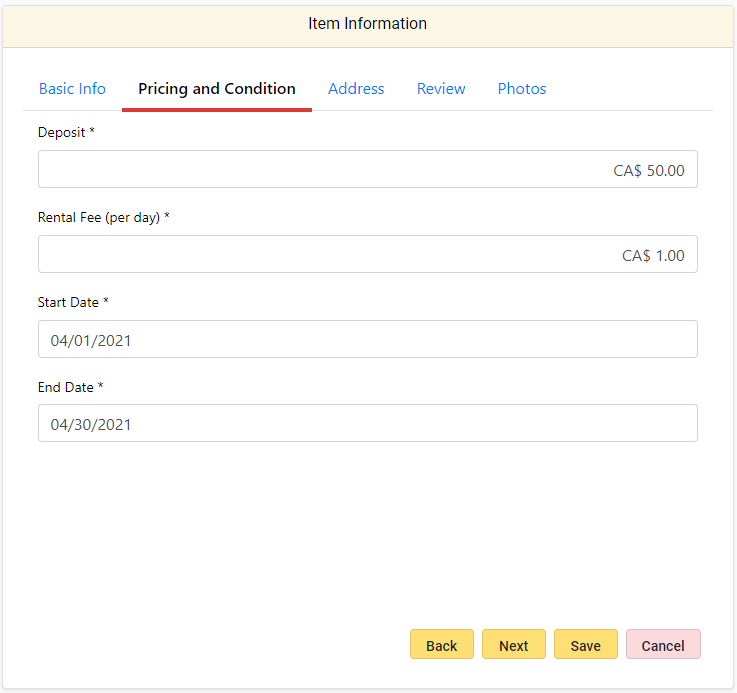 Item Information
Basic Info Pricing and Condition Address Review Photos
Deposit *
CA$ 50.00
Rental Fee (per day) *
CA$ 1.00
Start Date *
04/01/2021
End Date *
04/30/2021
Back Next Save Cancel